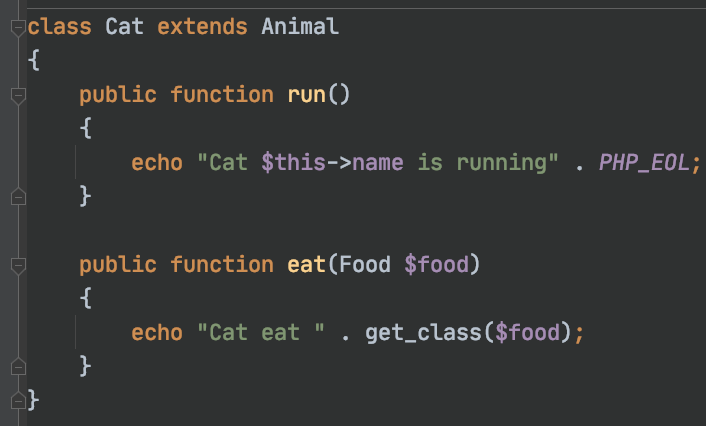 class Cat extends Animal
{
    public function run()
    {
        echo "Cat $this->name is running" . PHP_EOL;
    }

    public function eat(Food $food)
    {
        echo "Cat eat " . get_class($food);
    }
}